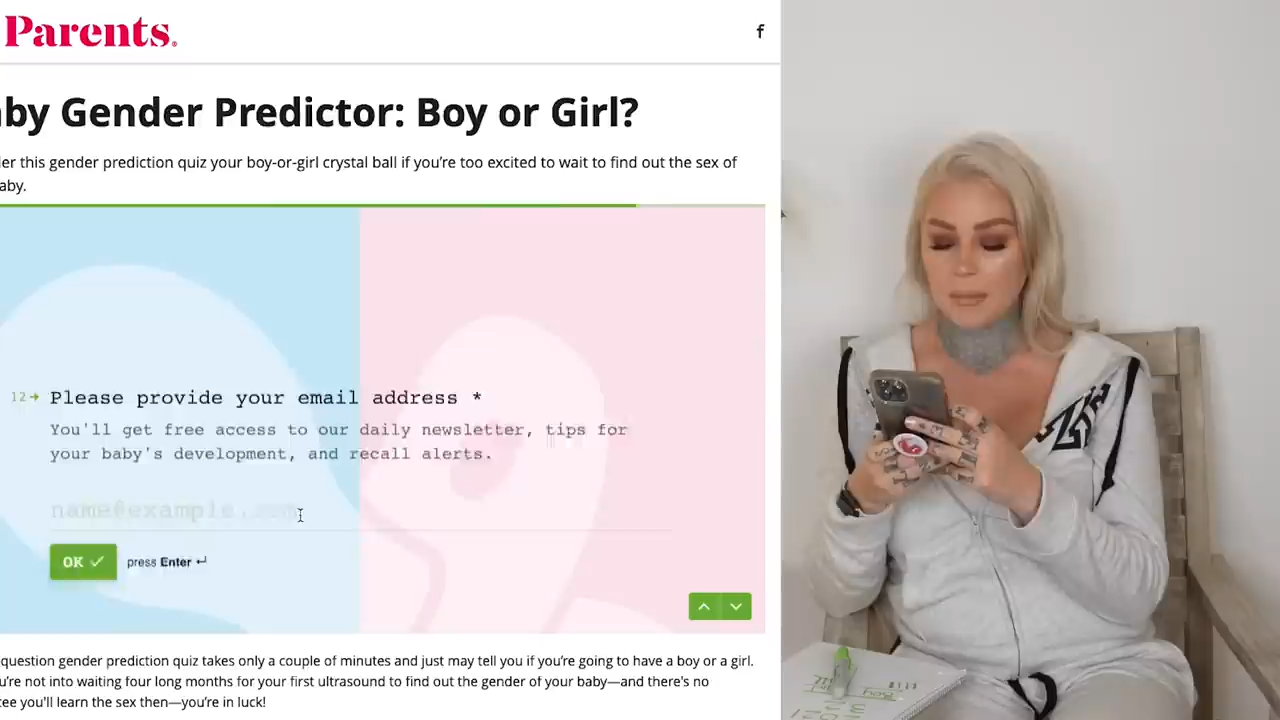 Parents.
f
by Gender Predictor: Boy or Girl?
er this gender prediction quiz your boy-or-girl crystal ball if you’re too excited to wait to find out the sex of
aby.
12→ Please provide your email address *
You'll get free access to our daily newsletter, tips for
your baby's development, and recall alerts.
name@example.com
OK ✓ press Enter ↵
question gender prediction quiz takes only a couple of minutes and just may tell you if you’re going to have a boy or a girl.
u’re not into waiting four long months for your first ultrasound to find out the gender of your baby—and there's no
tee you'll learn the sex then—you’re in luck!
Boy